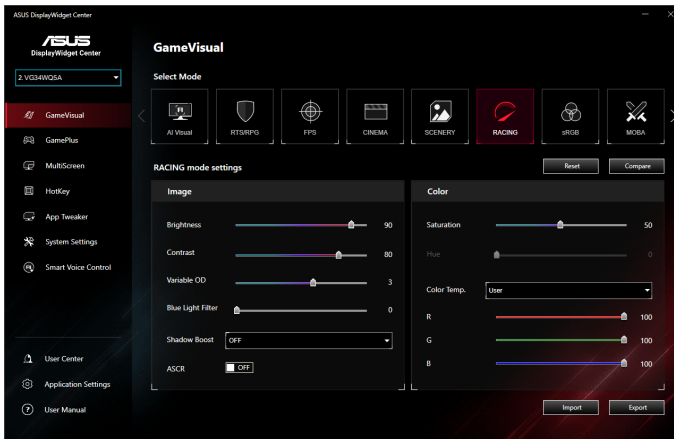 ASUS DisplayWidget Center
ASUS
DisplayWidget Center
2. VG34WQ5A
GameVisual
GamePlus
MultiScreen
HotKey
App Tweaker
System Settings
Smart Voice Control
User Center
Application Settings
User Manual
GameVisual
Select Mode
AI Visual
RTS/RPG
FPS
CINEMA
SCENERY
RACING
sRGB
MOBA
RACING mode settings
Reset
Compare
Image
Brightness 90
Contrast 80
Variable OD 3
Blue Light Filter 0
Shadow Boost OFF
ASCR OFF
Color
Saturation 50
Hue 0
Color Temp. User
R 100
G 100
B 100
Import
Export